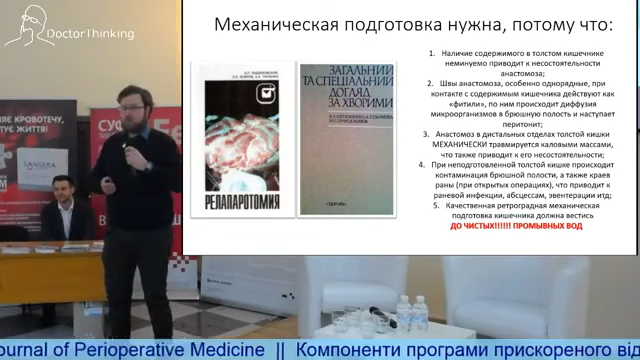 DoctorThinking
Механическая подготовка нужна, потому что:
1. Наличие содержимого в толстом кишечнике
неминуемо приводит к несостоятельности
анастомоза;
2. Швы анастомоза, особенно однорядные, при
контакте с содержимым кишечника действуют как
«фитили», по ним происходит диффузия
микроорганизмов в брюшную полость и наступает
перитонит;
3. Анастомоз в дистальных отделах толстой кишки
МЕХАНИЧЕСКИ травмируется каловыми массами,
что также приводит к его несостоятельности;
4. При неподготовленной толстой кишке происходит
контаминация брюшной полости, а также краев
раны (при открытых операциях), что приводит к
раневой инфекции, абсцессам, эвентерации итд;
5. Качественная ретроградная механическая
подготовка кишечника должна вестись
ДО ЧИСТЫХ!!!!!! ПРОМЫВНЫХ ВОД
РЕЛАПАРОТОМИЯ
ЗАГАЛЬНИЙ
ТА СПЕЦІАЛЬНИЙ
ДОГЛЯД
ЗА ХВОРИМИ
КРОВОТЕЧУ,
ЖИТТЯ!
SANGERA
ournal of Perioperative Medicine || Компоненти програми прискореного від